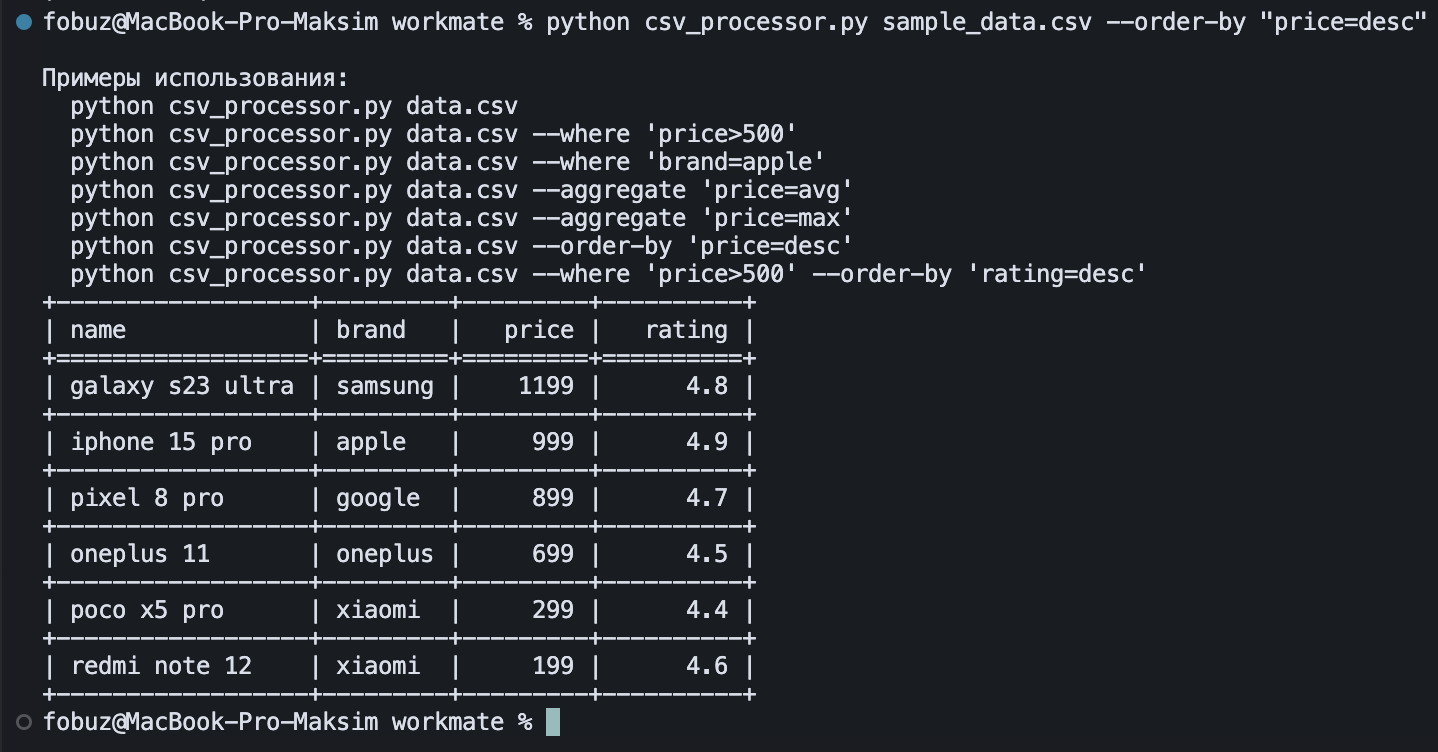 fobuz@MacBook-Pro-Maksim workmate % python csv_processor.py sample_data.csv --order-by "price=desc"
Примеры использования:
  python csv_processor.py data.csv
  python csv_processor.py data.csv --where 'price>500'
  python csv_processor.py data.csv --where 'brand=apple'
  python csv_processor.py data.csv --aggregate 'price=avg'
  python csv_processor.py data.csv --aggregate 'price=max'
  python csv_processor.py data.csv --order-by 'price=desc'
  python csv_processor.py data.csv --where 'price>500' --order-by 'rating=desc'
+------------------+---------+---------+----------+
| name             | brand   |   price |   rating |
+==================+=========+=========+==========+
| galaxy s23 ultra | samsung |    1199 |      4.8 |
+------------------+---------+---------+----------+
| iphone 15 pro    | apple   |     999 |      4.9 |
+------------------+---------+---------+----------+
| pixel 8 pro      | google  |     899 |      4.7 |
+------------------+---------+---------+----------+
| oneplus 11       | oneplus |     699 |      4.5 |
+------------------+---------+---------+----------+
| poco x5 pro      | xiaomi  |     299 |      4.4 |
+------------------+---------+---------+----------+
| redmi note 12    | xiaomi  |     199 |      4.6 |
+------------------+---------+---------+----------+
fobuz@MacBook-Pro-Maksim workmate %